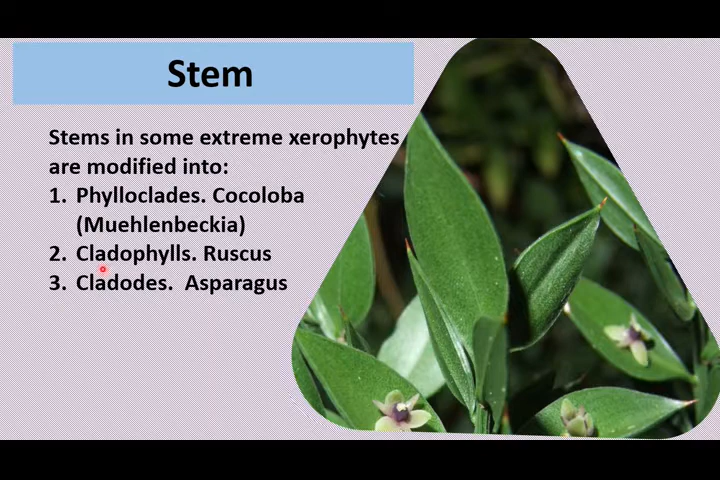 Stem
Stems in some extreme xerophytes
are modified into:
1. Phylloclades. Cocoloba
(Muehlenbeckia)
2. Cladophylls. Ruscus
3. Cladodes. Asparagus